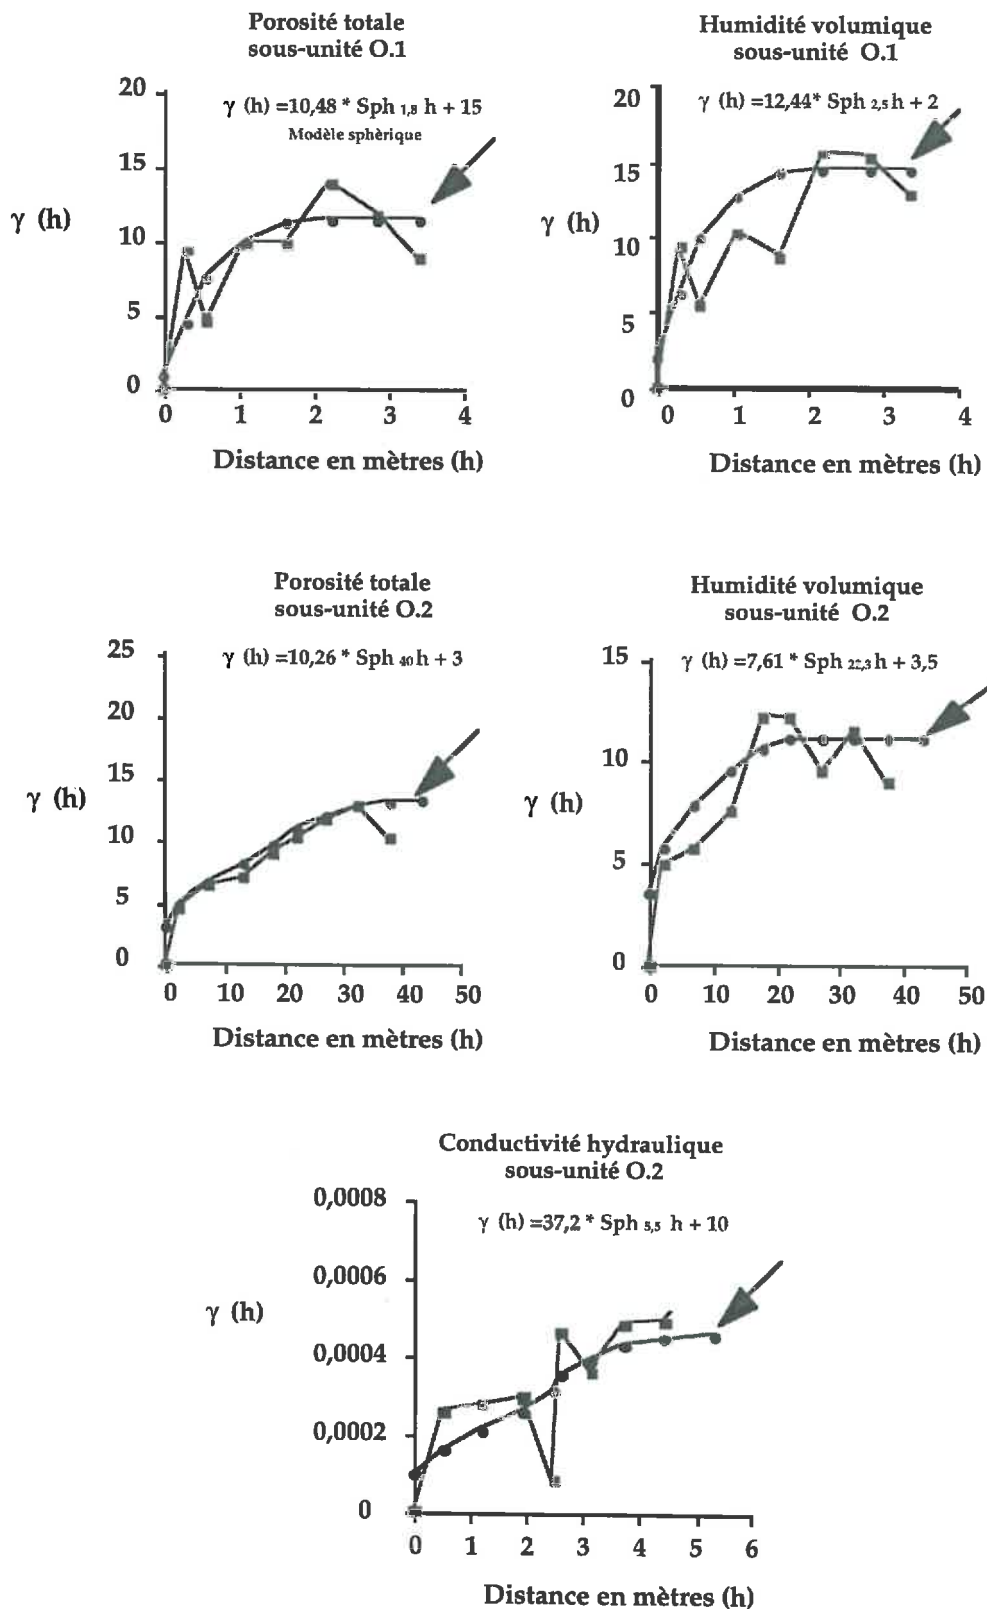 Porosité totale
sous-unité O.1
γ (h) =10,48 * Sph 1,8 h + 15
Modèle sphèrique
20
15
10
5
0
γ (h)
0 1 2 3 4
Distance en mètres (h)
Humidité volumique
sous-unité O.1
γ (h) =12,44* Sph 2,5 h + 2
20
15
10
5
0
γ (h)
0 1 2 3 4
Distance en mètres (h)
Porosité totale
sous-unité O.2
γ (h) =10,26 * Sph 40 h + 3
25
20
15
10
5
0
γ (h)
0 10 20 30 40 50
Distance en mètres (h)
Humidité volumique
sous-unité O.2
γ (h) =7,61 * Sph 22,3 h + 3,5
15
10
5
0
γ (h)
0 10 20 30 40 50
Distance en mètres (h)
Conductivité hydraulique
sous-unité O.2
γ (h) =37,2 * Sph 5,5 h + 10
0,0008
0,0006
0,0004
0,0002
0
γ (h)
0 1 2 3 4 5 6
Distance en mètres (h)